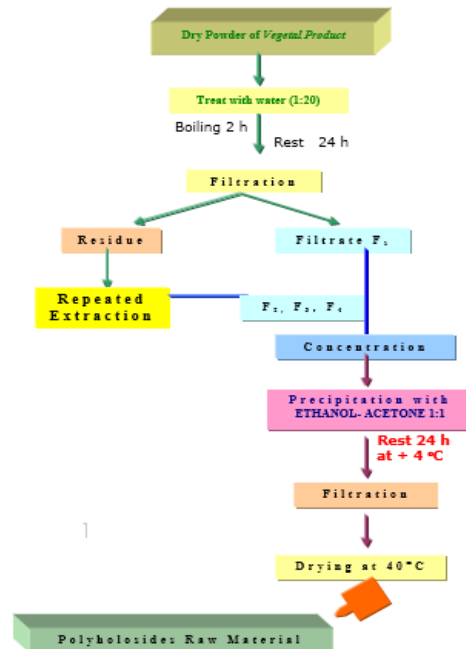 Dry Powder of Vegetal Product
Treat with water (1:20)
Boiling 2 h
Rest 24 h
Filtration
Residue
Filtrate F₁
Repeated
Extraction
F₂, F₃, F₄
Concentration
Precipitation with
ETHANOL- ACETONE 1:1
Rest 24 h
at + 4 °C
Filtration
1
Drying at 40°C
Polyholosides Raw Material